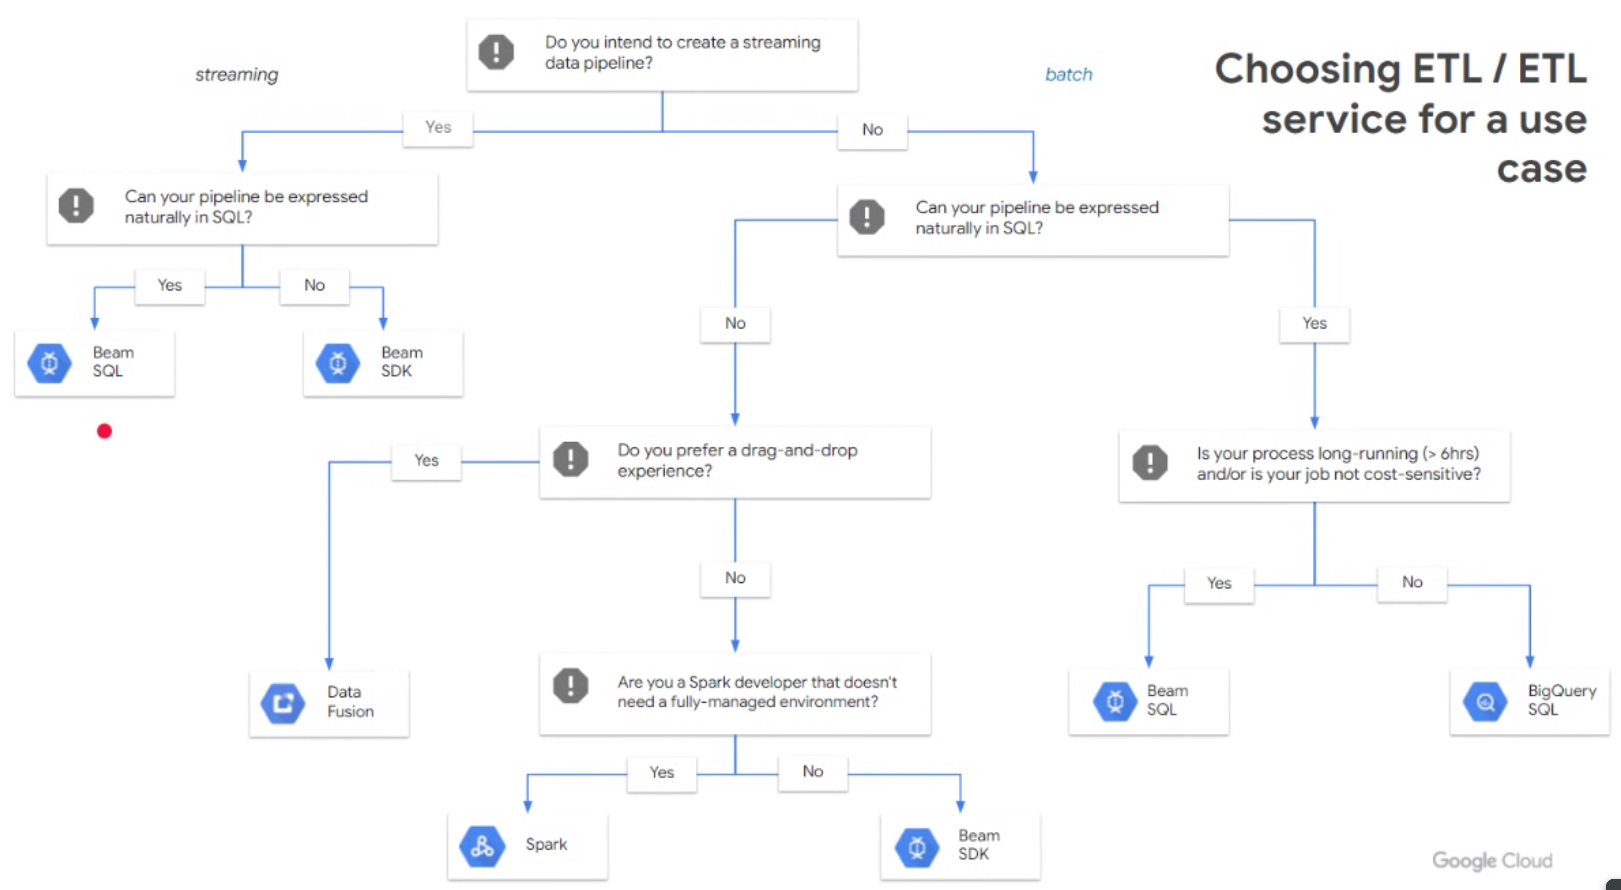 Do you intend to create a streaming
data pipeline?
streaming
batch
Choosing ETL / ETL
service for a use
case
Yes
No
Can your pipeline be expressed
naturally in SQL?
Can your pipeline be expressed
naturally in SQL?
Yes
No
No
Yes
Beam
SQL
Beam
SDK
Do you prefer a drag-and-drop
experience?
Yes
Is your process long-running (> 6hrs)
and/or is your job not cost-sensitive?
No
Yes
No
Data
Fusion
Are you a Spark developer that doesn't
need a fully-managed environment?
Beam
SQL
BigQuery
SQL
Yes
No
Spark
Beam
SDK
Google Cloud